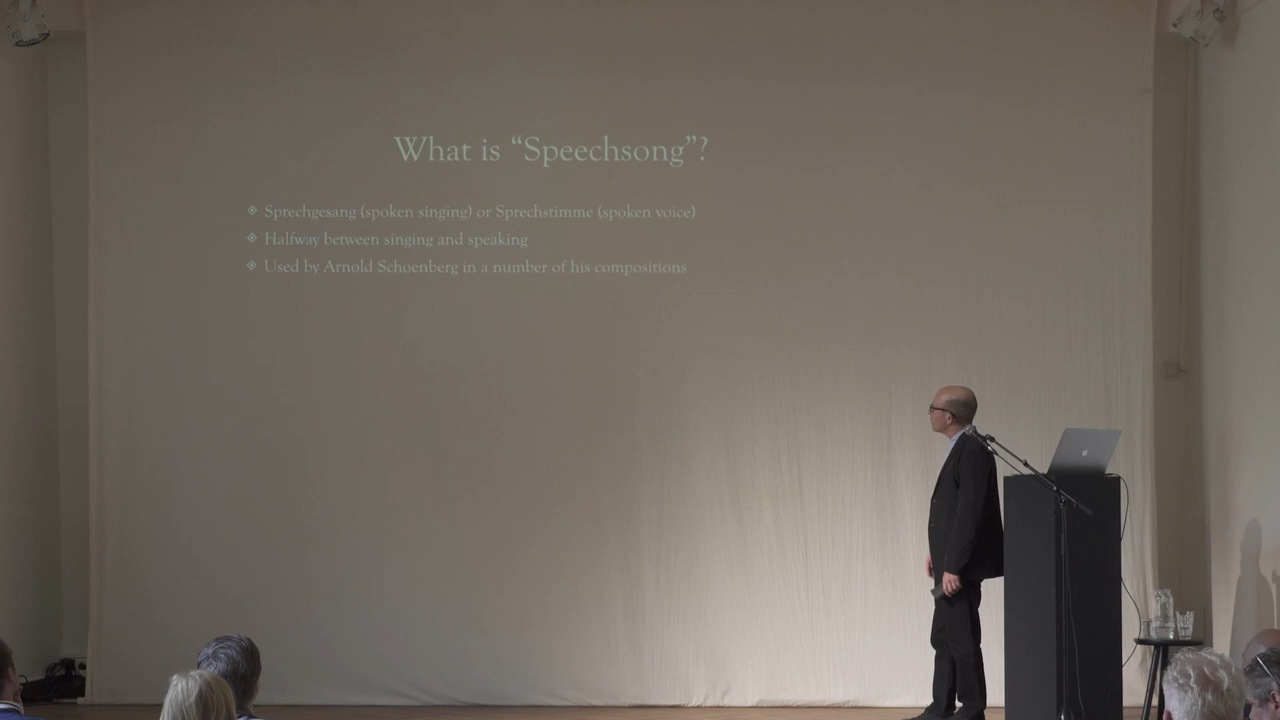 What is “Speechsong”?
Sprechgesang (spoken singing) or Sprechstimme (spoken voice)
Halfway between singing and speaking
Used by Arnold Schoenberg in a number of his compositions